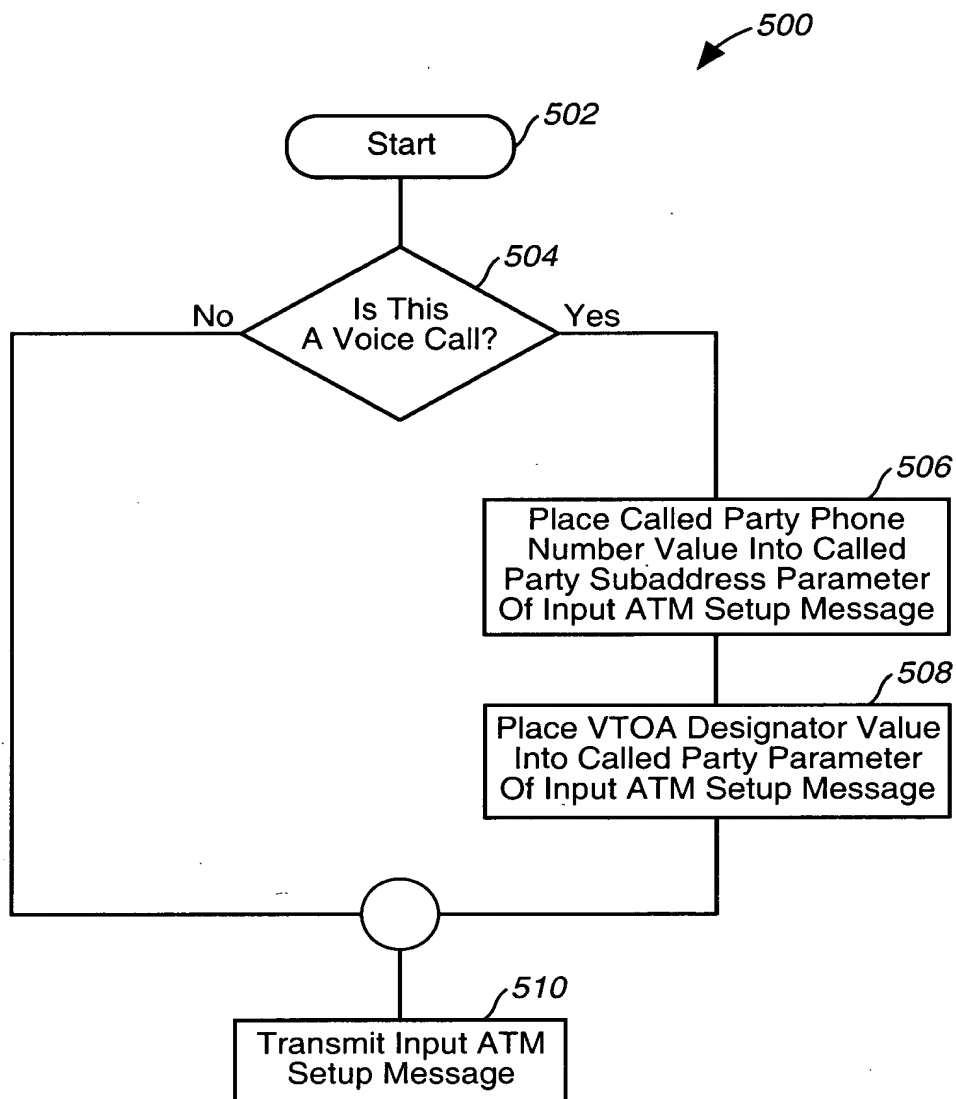 500
502
Start
504
Is This
A Voice Call?
No
Yes
506
Place Called Party Phone
Number Value Into Called
Party Subaddress Parameter
Of Input ATM Setup Message
508
Place VTOA Designator Value
Into Called Party Parameter
Of Input ATM Setup Message
510
Transmit Input ATM
Setup Message